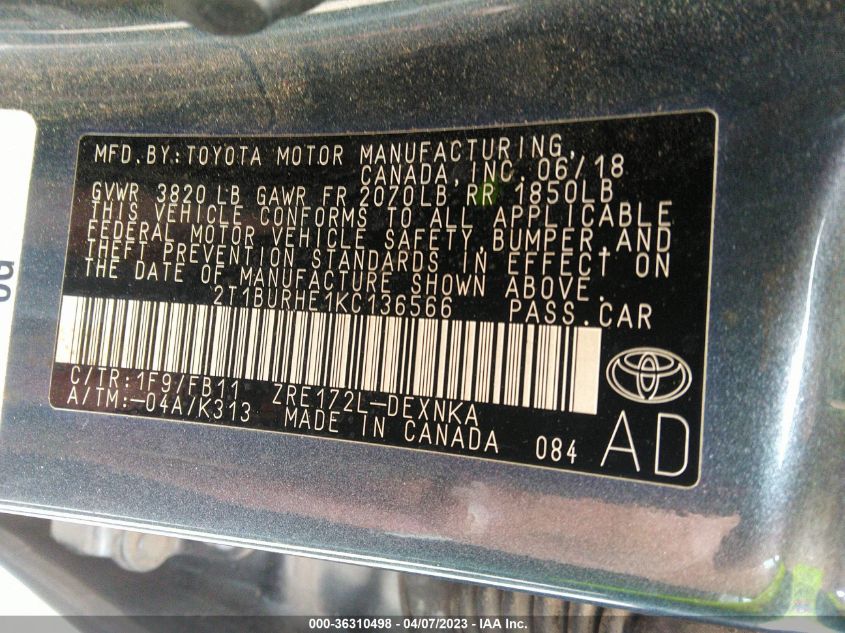 MFD.BY:TOYOTA MOTOR MANUFACTURING,
CANADA,INC. 06/18
GVWR 3820 LB GAWR FR 2070LB RR 1850LB
THIS VEHICLE CONFORMS TO ALL APPLICABLE
FEDERAL MOTOR VEHICLE SAFETY,BUMPER,AND
THEFT PREVENTION STANDARDS IN EFFECT ON
THE DATE OF MANUFACTURE SHOWN ABOVE.
2T1BURHE1KC136566 PASS.CAR
C/TR:1F9/FB11 ZRE172L-DEXNKA
A/TM:-04A/K313 MADE IN CANADA 084
AD
000-36310498 - 04/07/2023 - IAA Inc.